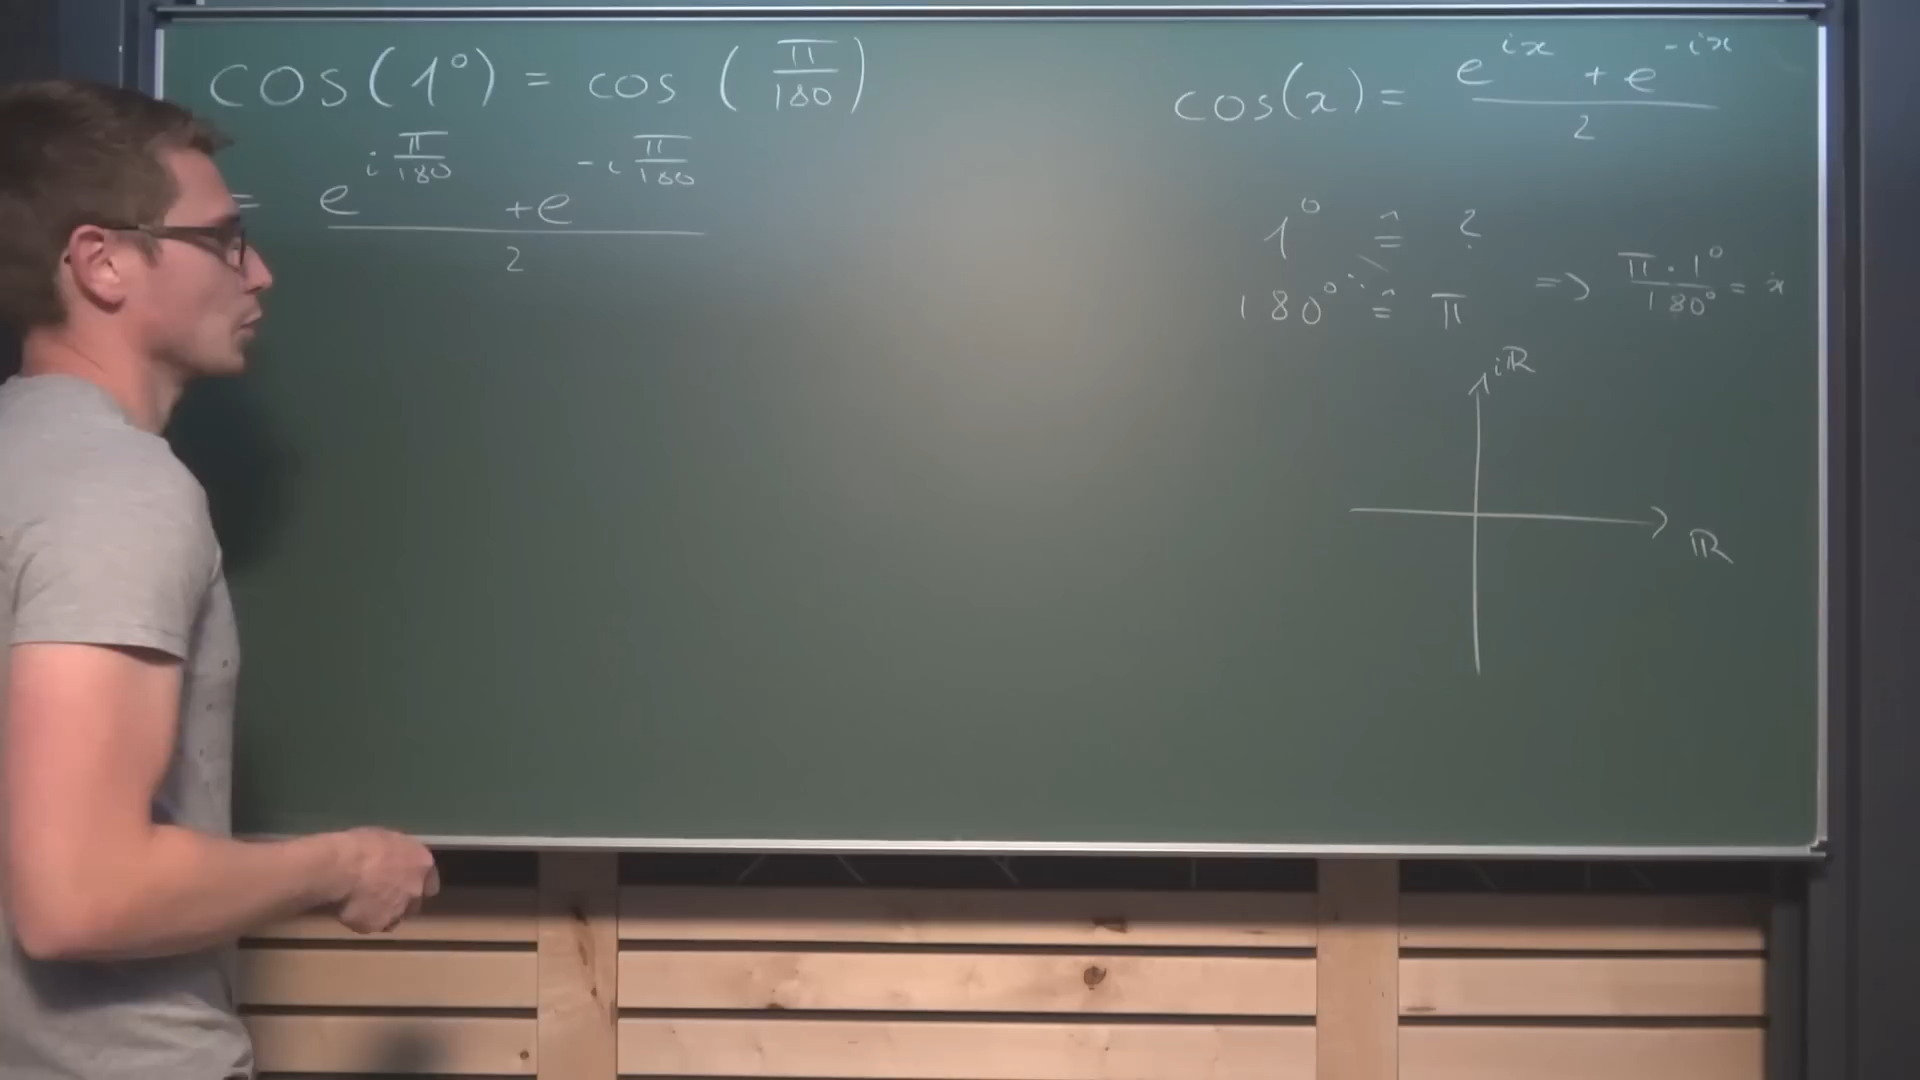 cos(1°) = cos (π/180)
= (e^(i π/180) + e^(-i π/180))/2
cos(x) = (e^(ix) + e^(-ix))/2
1° ≙ ?
180° ≙ π => (π · 1°)/180° = x
iℝ
ℝ